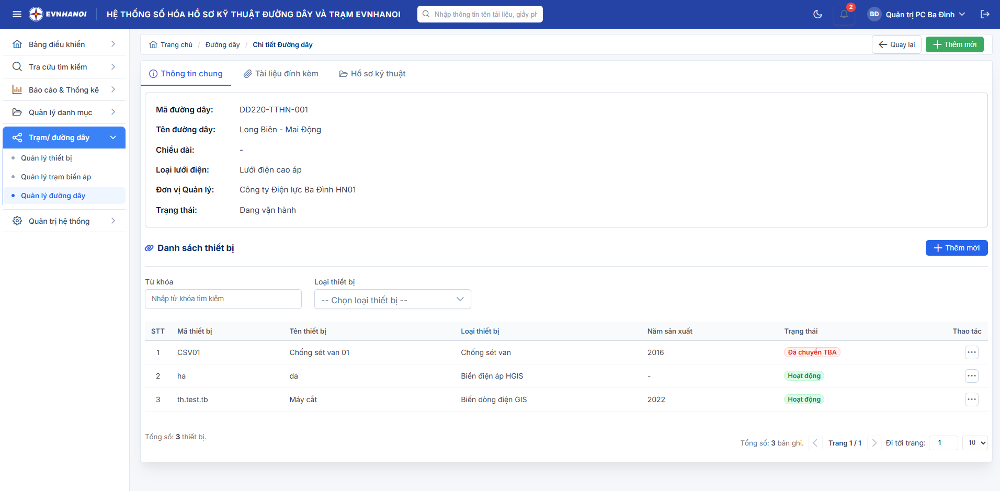 EVNHANOI
HỆ THỐNG SỐ HÓA HỒ SƠ KỸ THUẬT ĐƯỜNG DÂY VÀ TRẠM EVNHANOI
Nhập thông tin tên tài liệu, giấy ph
2
BĐ Quản trị PC Ba Đình
Bảng điều khiển
Tra cứu tìm kiếm
Báo cáo & Thống kê
Quản lý danh mục
Trạm/ đường dây
Quản lý thiết bị
Quản lý trạm biến áp
Quản lý đường dây
Quản trị hệ thống
Trang chủ / Đường dây / Chi tiết Đường dây
Quay lại
Thêm mới
Thông tin chung
Tài liệu đính kèm
Hồ sơ kỹ thuật
Mã đường dây: DD220-TTHN-001
Tên đường dây: Long Biên - Mai Động
Chiều dài: -
Loại lưới điện: Lưới điện cao áp
Đơn vị Quản lý: Công ty Điện lực Ba Đình HN01
Trạng thái: Đang vận hành
Danh sách thiết bị
Thêm mới
Từ khóa
Nhập từ khóa tìm kiếm
Loại thiết bị
-- Chọn loại thiết bị --
STT Mã thiết bị Tên thiết bị Loại thiết bị Năm sản xuất Trạng thái Thao tác
1 CSV01 Chống sét van 01 Chống sét van 2016 Đã chuyển TBA ...
2 ha da Biến điện áp HGIS - Hoạt động ...
3 th.test.tb Máy cắt Biến dòng điện GIS 2022 Hoạt động ...
Tổng số: 3 thiết bị.
Tổng số: 3 bản ghi. Trang 1 / 1 Đi tới trang: 1 10